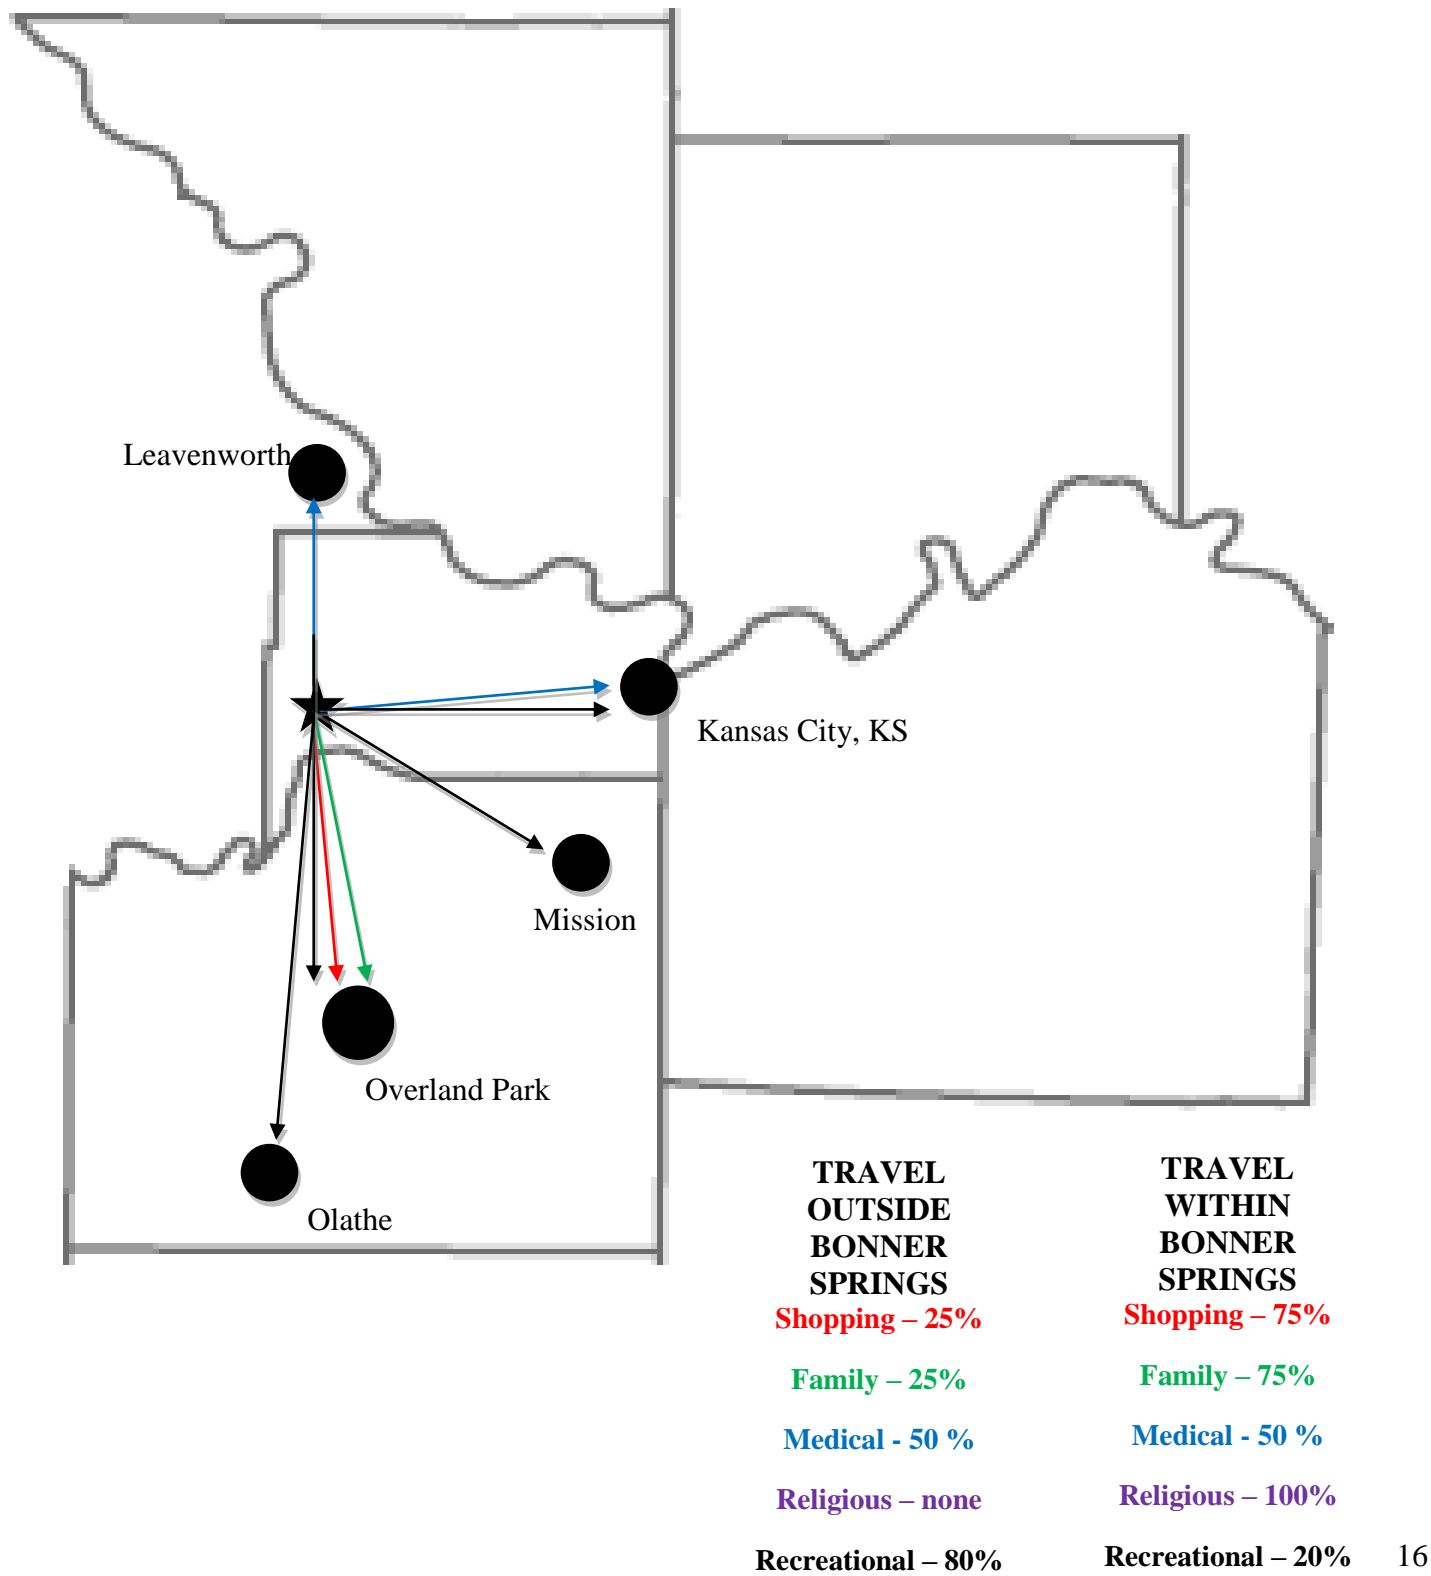 Leavenworth
Kansas City, KS
Mission
Overland Park
Olathe
TRAVEL
OUTSIDE
BONNER
SPRINGS
Shopping – 25%
Family – 25%
Medical - 50 %
Religious – none
Recreational – 80%
TRAVEL
WITHIN
BONNER
SPRINGS
Shopping – 75%
Family – 75%
Medical - 50 %
Religious – 100%
Recreational – 20%
16